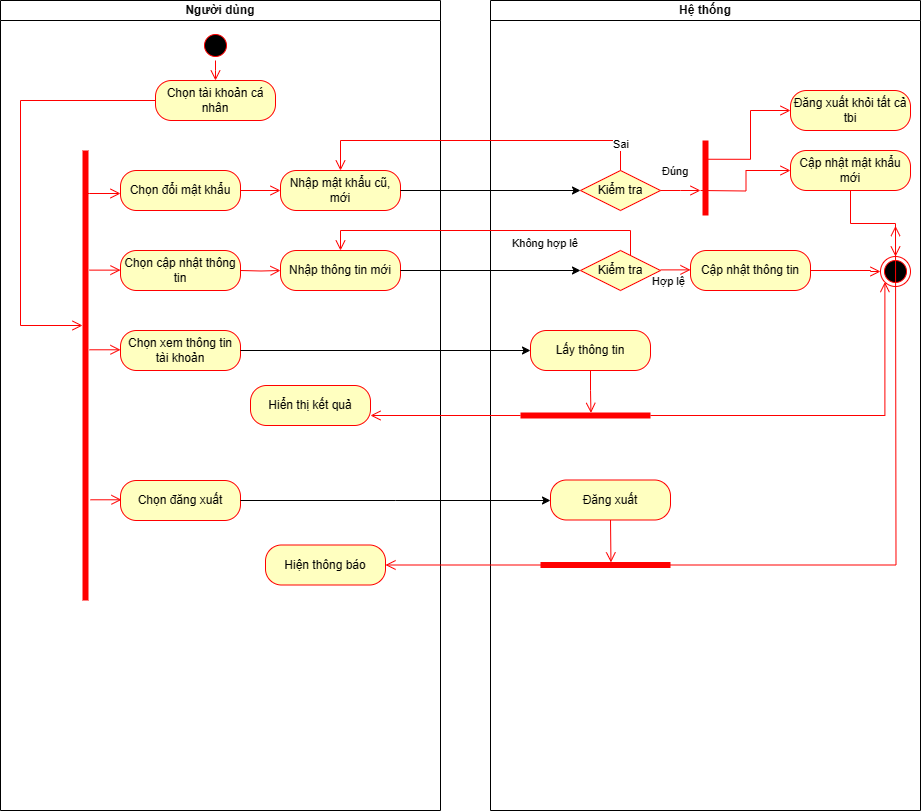 Người dùng
Hệ thống
Chọn tài khoản cá
nhân
Đăng xuất khỏi tất cả
tbi
Sai
Đúng
Cập nhật mật khẩu
mới
Chọn đổi mật khẩu
Nhập mật khẩu cũ,
mới
Kiểm tra
Không hợp lê
Chọn cập nhật thông
tin
Nhập thông tin mới
Kiểm tra
Hợp lệ
Cập nhật thông tin
Chọn xem thông tin
tài khoản
Lấy thông tin
Hiển thị kết quả
Chọn đăng xuất
Đăng xuất
Hiện thông báo